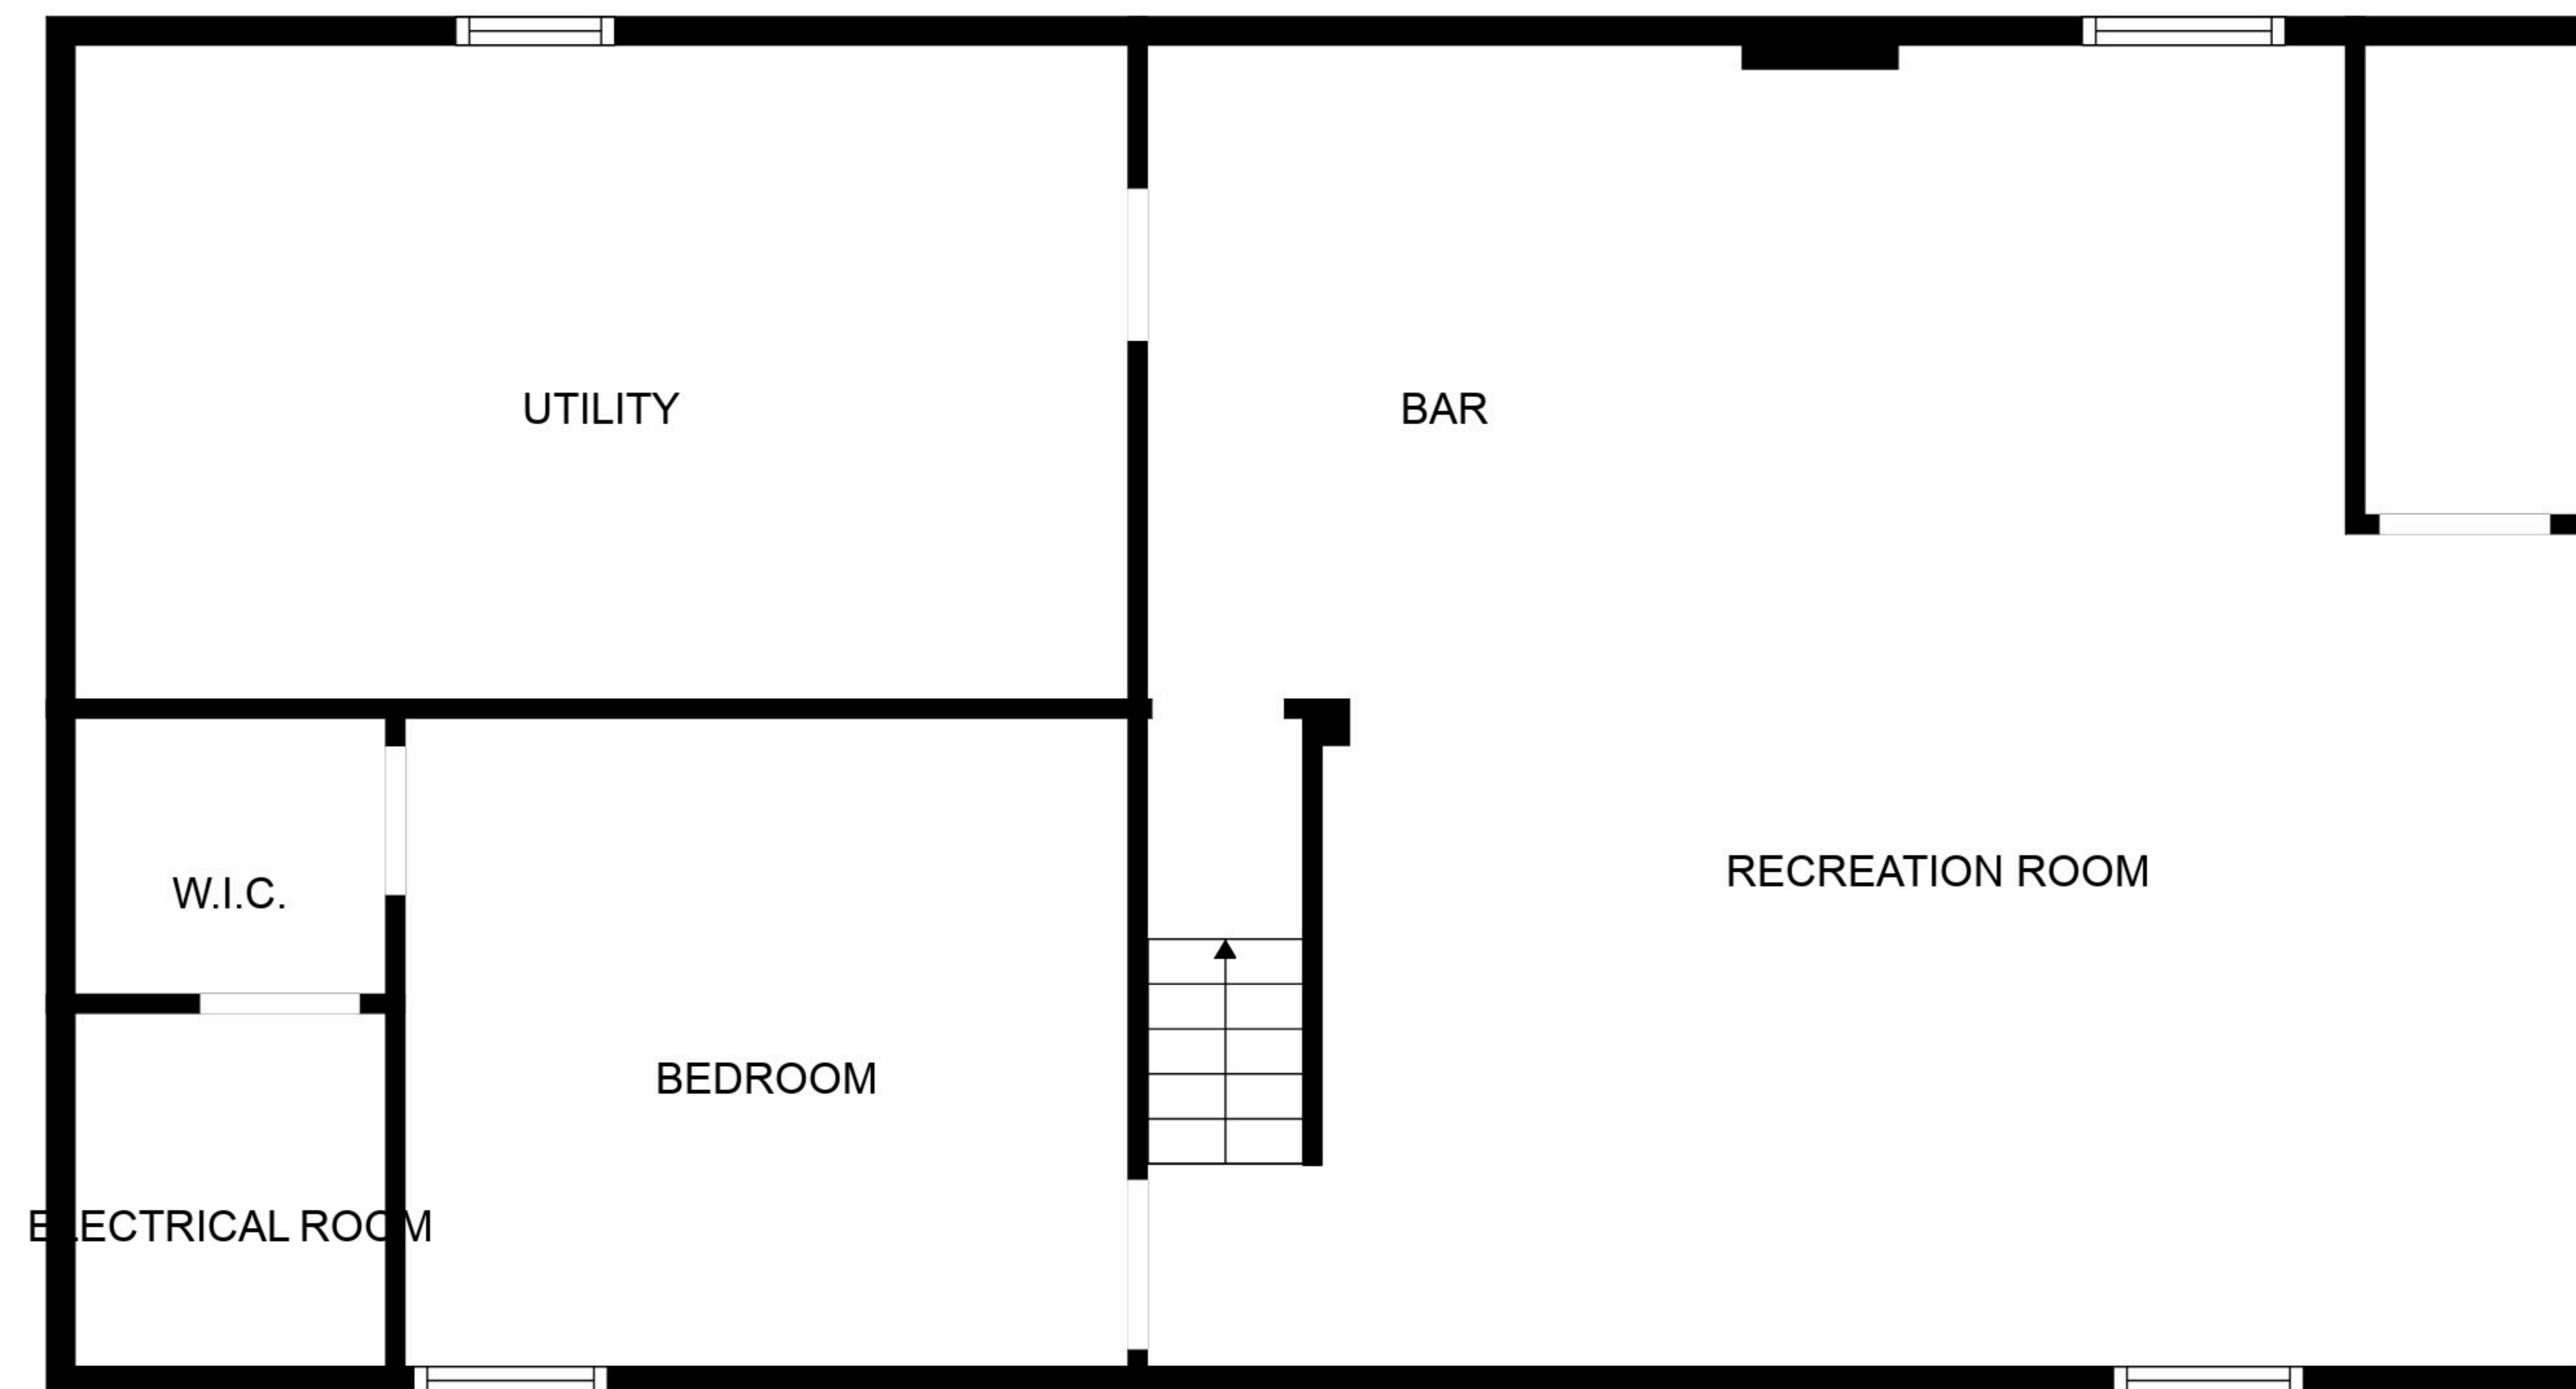 UTILITY
BAR
RECREATION ROOM
W.I.C.
BEDROOM
ELECTRICAL ROOM